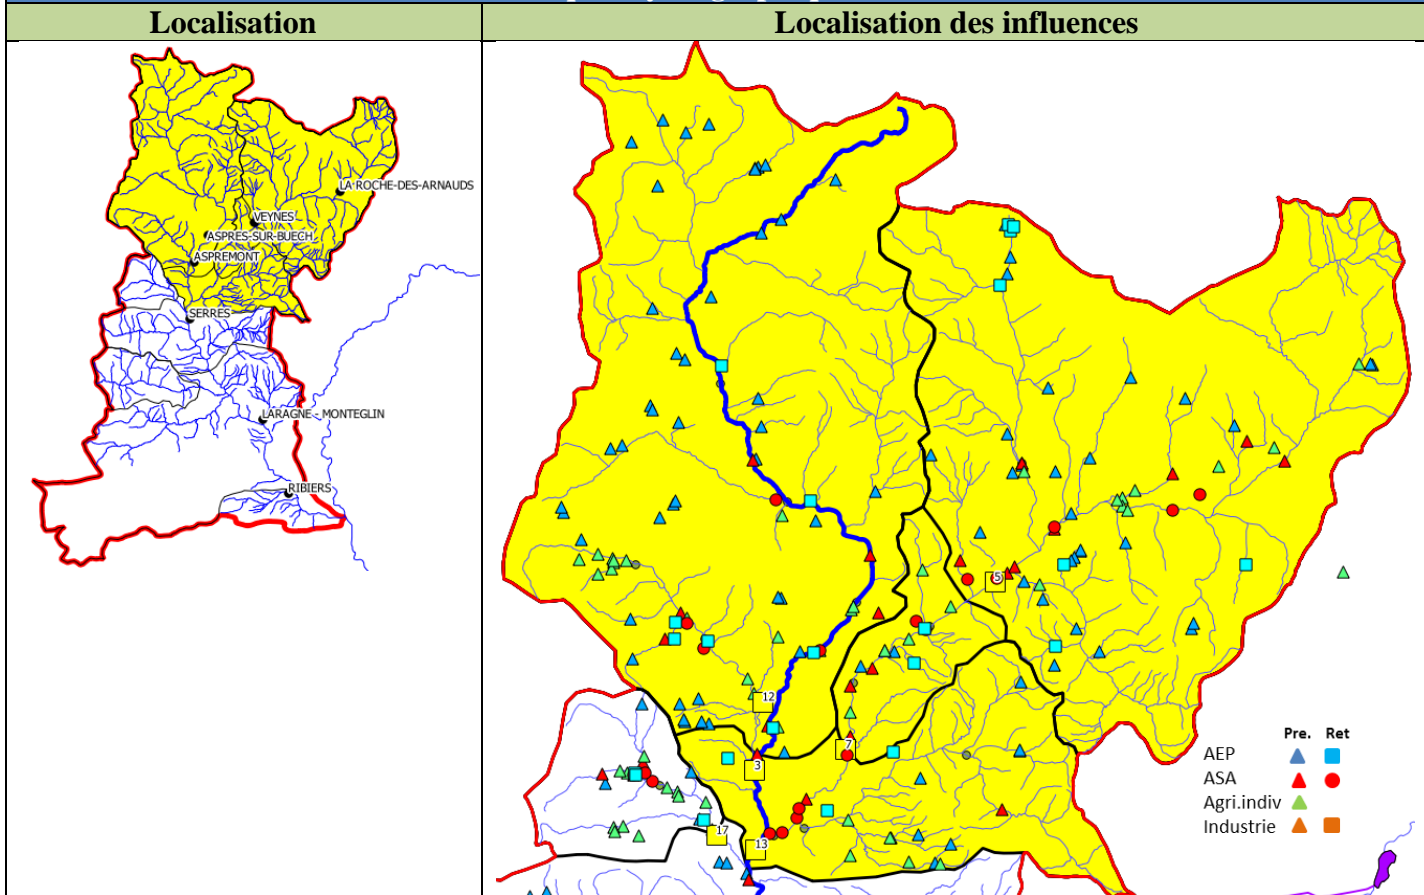 Localisation
Localisation des influences
LA ROCHE-DES-ARNAUDS
VEYNES
ASPRES-SUR-BUECH
ASPREMONT
SERRES
LARAGNE - MONTEGLIN
RIBIERS
5
12
7
3
17
13
Pre. Ret
AEP
ASA
Agri.indiv
Industrie